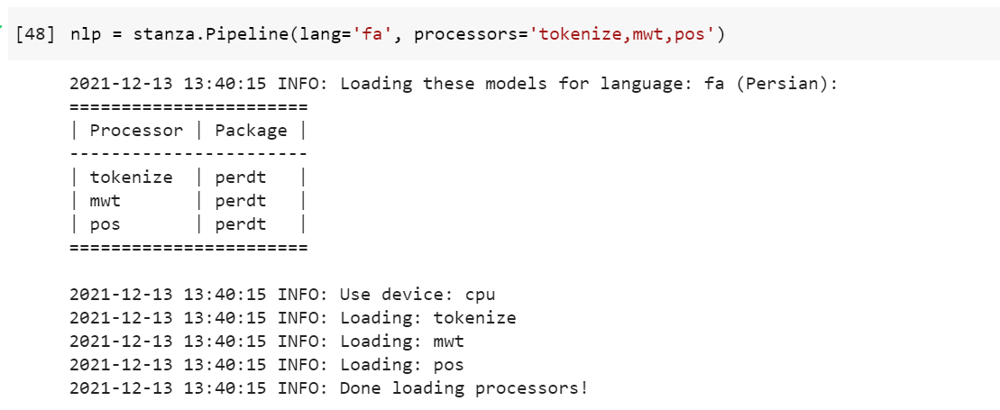 [48] nlp = stanza.Pipeline(lang='fa', processors='tokenize,mwt,pos')
2021-12-13 13:40:15 INFO: Loading these models for language: fa (Persian):
=======================
| Processor | Package |
-----------------------
| tokenize  | perdt   |
| mwt       | perdt   |
| pos       | perdt   |
=======================
2021-12-13 13:40:15 INFO: Use device: cpu
2021-12-13 13:40:15 INFO: Loading: tokenize
2021-12-13 13:40:15 INFO: Loading: mwt
2021-12-13 13:40:15 INFO: Loading: pos
2021-12-13 13:40:15 INFO: Done loading processors!